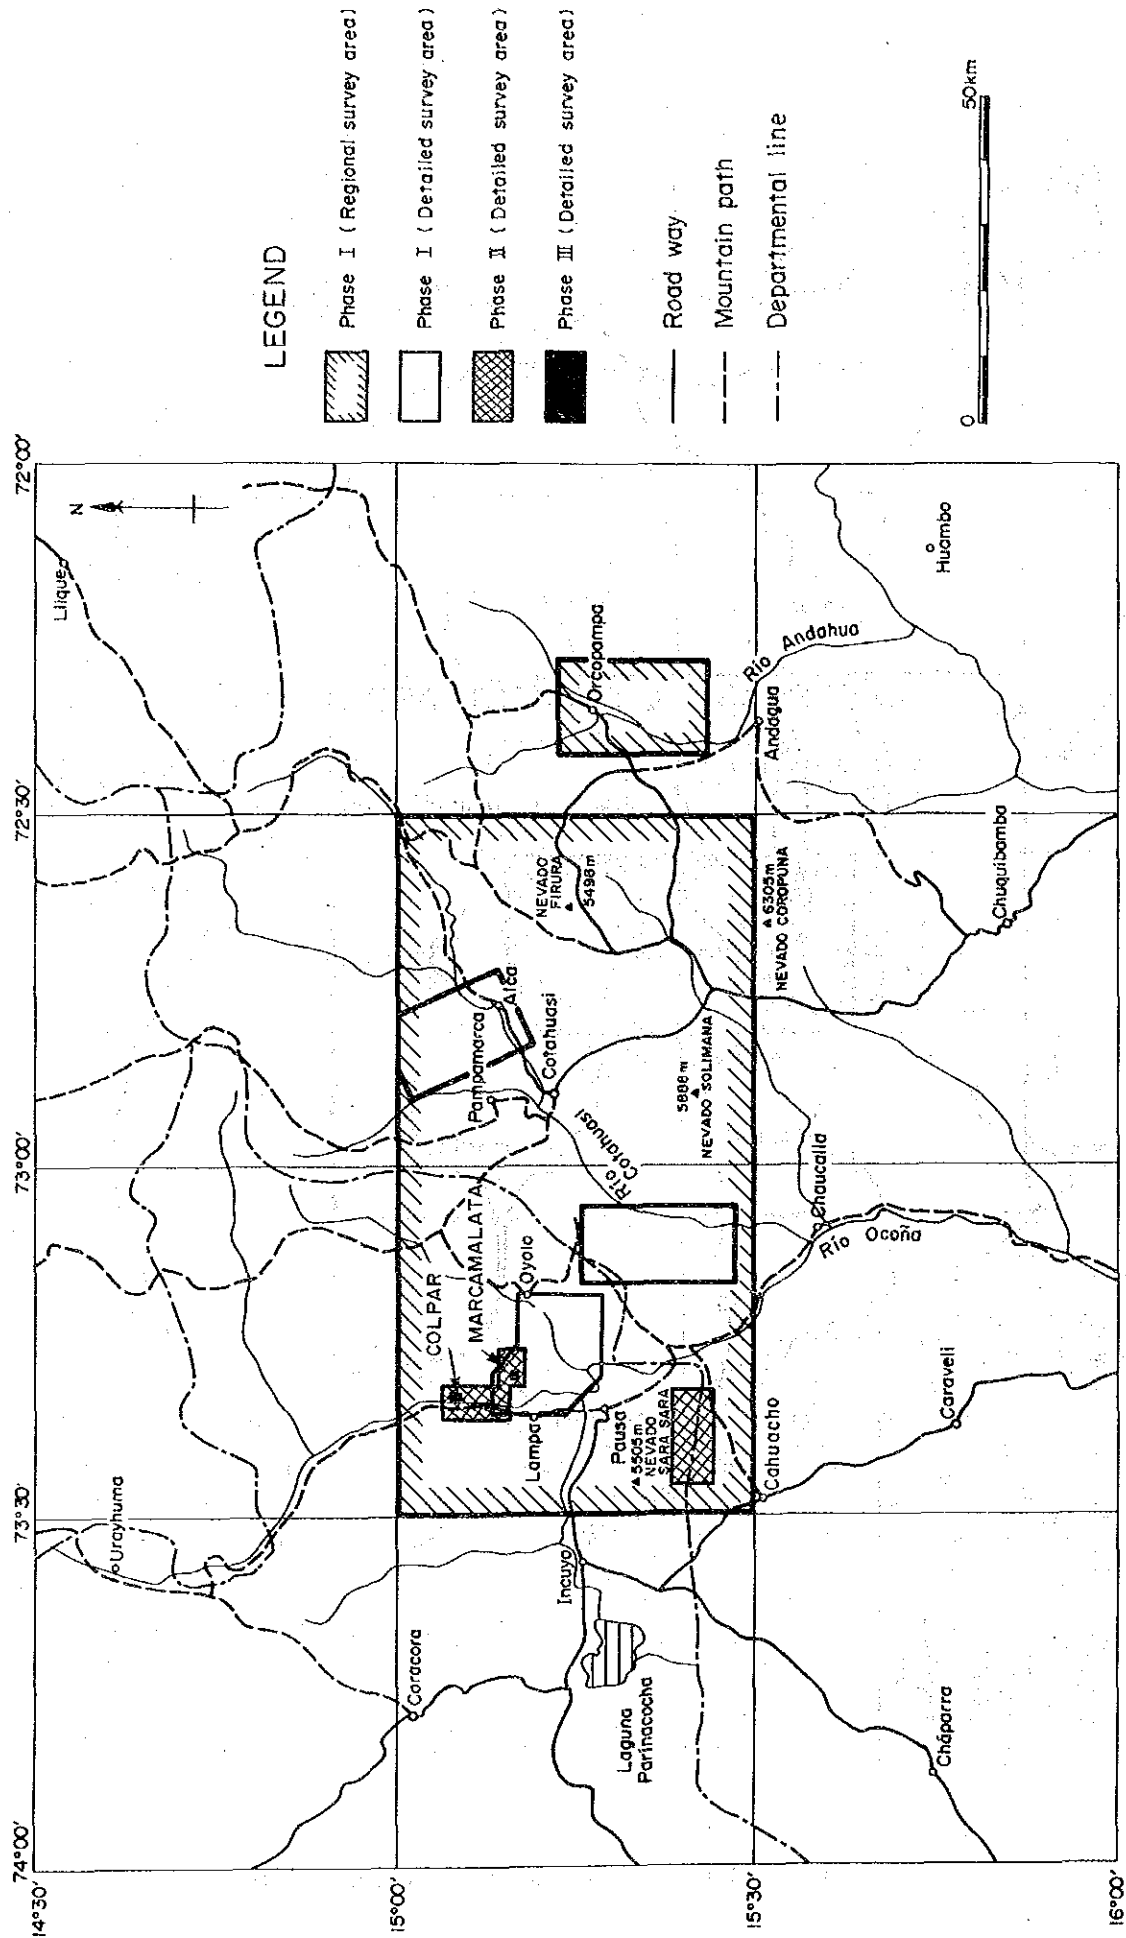 74°00'
73°30'
73°00'
72°30'
72°00'
14°30'
15°00'
15°30'
16°00'
N
Llique
Urayhuma
Coracora
COLPAR
MARCAMALATA
Oyolo
Lampa
Pausa
5505m
NEVADO
SARA SARA
Incuyo
Laguna
Parinacocha
Cahuacho
Caraveli
Cháparra
Pampamarca
Alca
Cotahuasi
Río
Cotahuasi
NEVADO
FIRURA
5498m
5888m
NEVADO SOLIMANA
6305m
NEVADO COROPUNA
Chaucalla
Río Ocoña
Chuquibamba
Orcopampa
Río Andahua
Andagua
Huambo
LEGEND
Phase I ( Regional survey area )
Phase I ( Detailed survey area )
Phase II ( Detailed survey area )
Phase III ( Detailed survey area )
Road way
Mountain path
Departmental line
0 50km